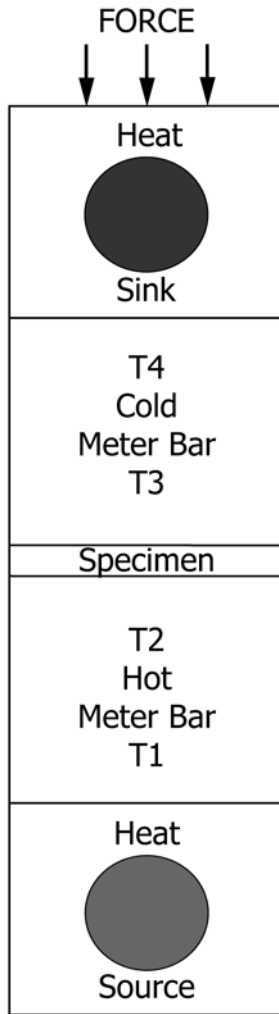 FORCE
Heat
Sink
T4
Cold
Meter Bar
T3
Specimen
T2
Hot
Meter Bar
T1
Heat
Source